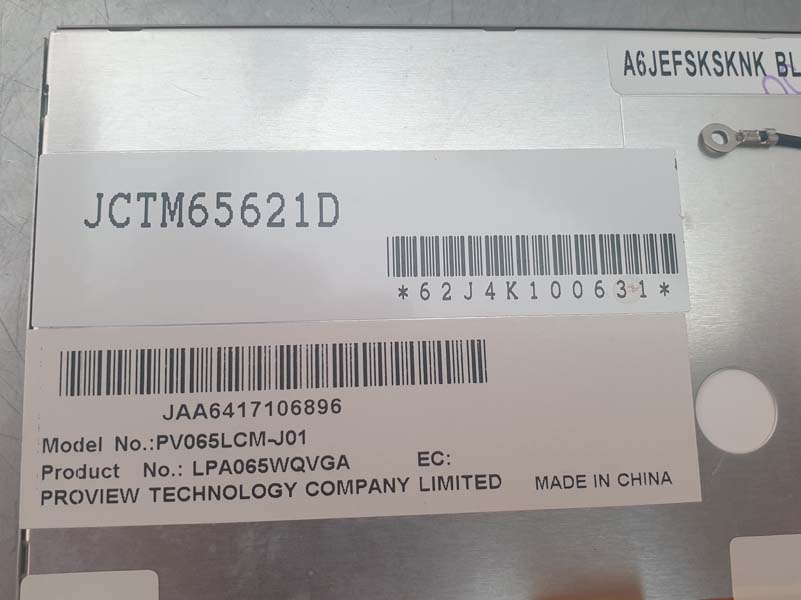 A6JEFSKSKNK BL
JCTM65621D
*62J4K100631*
JAA6417106896
Model No.:PV065LCM-J01
Product No.: LPA065WQVGA EC:
PROVIEW TECHNOLOGY COMPANY LIMITED MADE IN CHINA